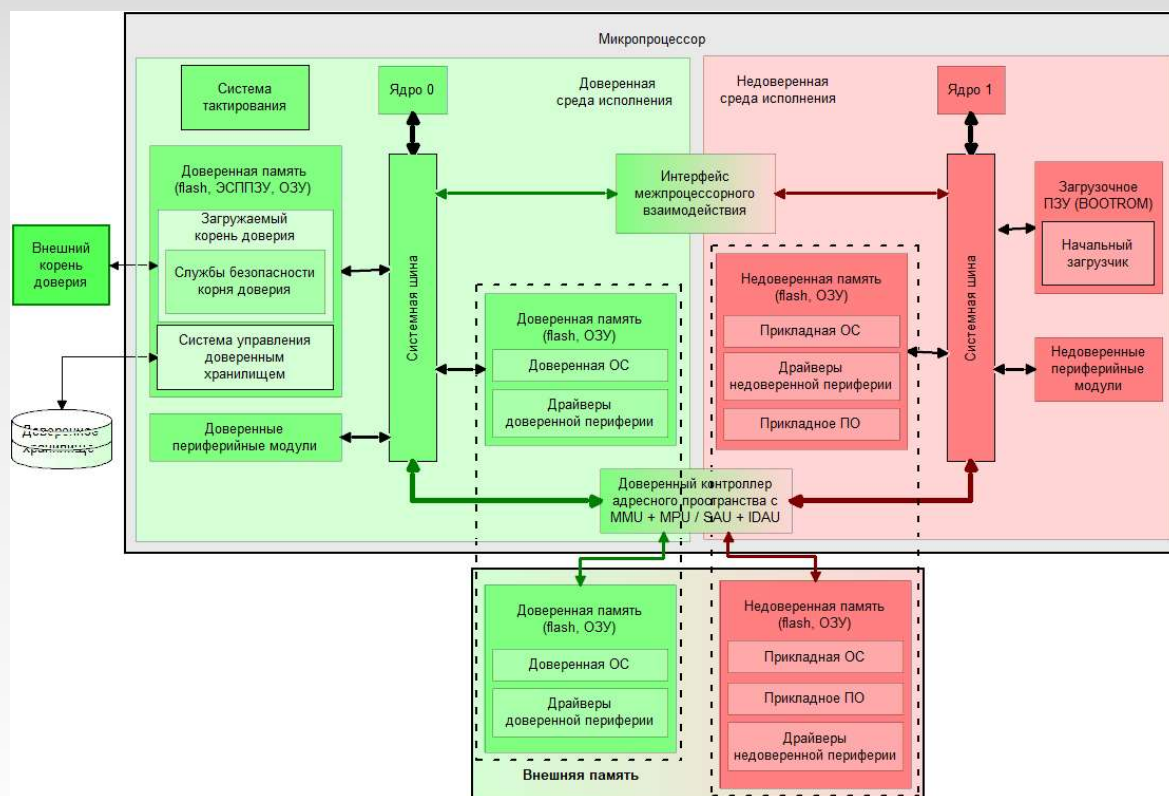 Микропроцессор
Система
тактирования
Ядро 0
Доверенная
среда исполнения
Недоверенная
среда исполнения
Ядро 1
Доверенная память
(flash, ЭСППЗУ, ОЗУ)
Загружаемый
корень доверия
Службы безопасности
корня доверия
Система управления
доверенным
хранилищем
Внешний
корень
доверия
Доверенное
хранилище
Доверенные
периферийные модули
Системная шина
Интерфейс
межпроцессорного
взаимодействия
Доверенная память
(flash, ОЗУ)
Доверенная ОС
Драйверы
доверенной периферии
Недоверенная память
(flash, ОЗУ)
Прикладная ОС
Драйверы
недоверенной периферии
Прикладное ПО
Системная шина
Загрузочное
ПЗУ (BOOTROM)
Начальный
загрузчик
Недоверенные
периферийные
модули
Доверенный контроллер
адресного пространства с
MMU + MPU / SAU + IDAU
Доверенная память
(flash, ОЗУ)
Доверенная ОС
Драйверы
доверенной периферии
Недоверенная память
(flash, ОЗУ)
Прикладная ОС
Прикладное ПО
Драйверы
недоверенной периферии
Внешняя память